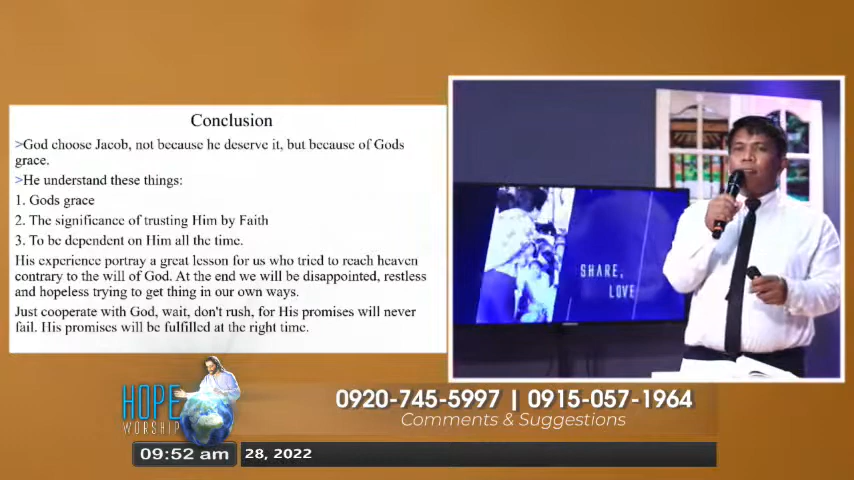 Conclusion
>God choose Jacob, not because he deserve it, but because of Gods
grace.
>He understand these things:
1. Gods grace
2. The significance of trusting Him by Faith
3. To be dependent on Him all the time.
His experience portray a great lesson for us who tried to reach heaven
contrary to the will of God. At the end we will be disappointed, restless
and hopeless trying to get thing in our own ways.
Just cooperate with God, wait, don't rush, for His promises will never
fail. His promises will be fulfilled at the right time.
SHARE,
LOVE
HOPE
WORSHIP
0920-745-5997 | 0915-057-1964
Comments & Suggestions
09:52 am
28, 2022